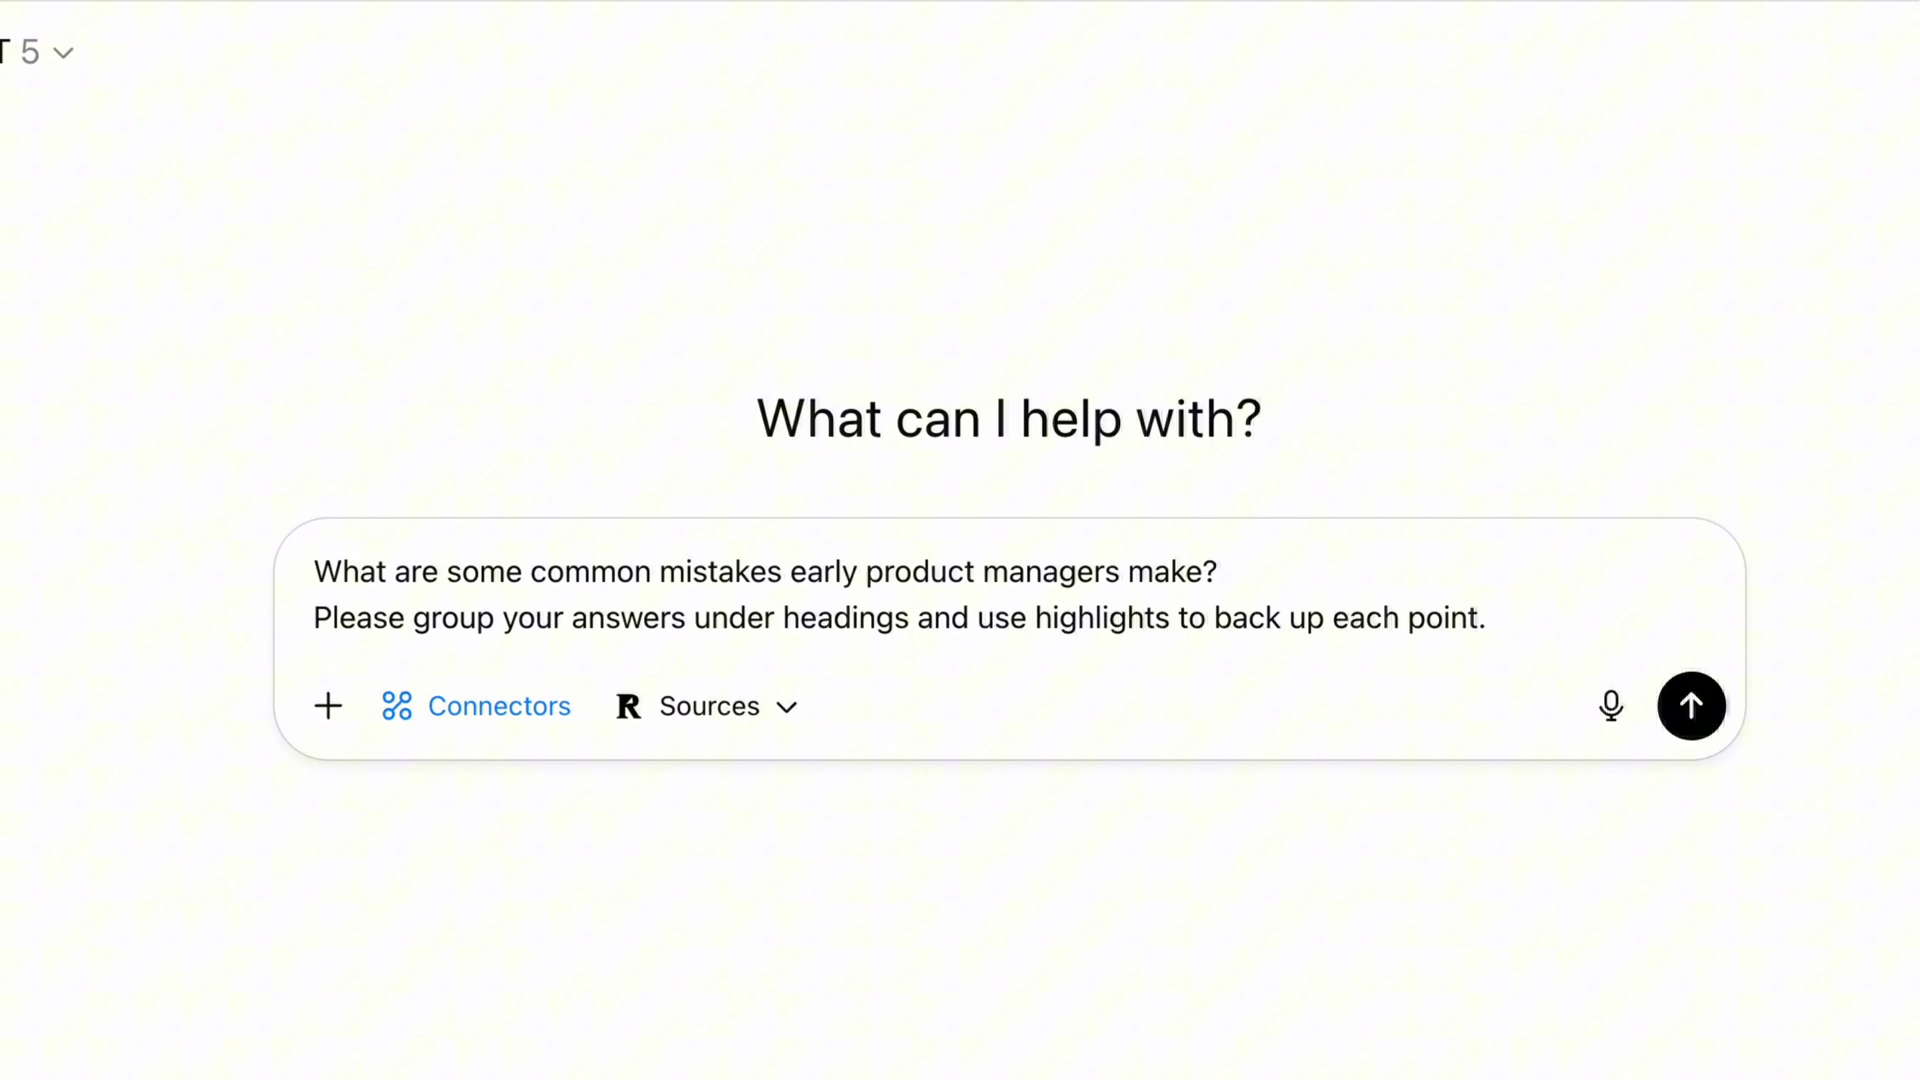 T 5
What can I help with?
What are some common mistakes early product managers make?
Please group your answers under headings and use highlights to back up each point.
Connectors
R Sources